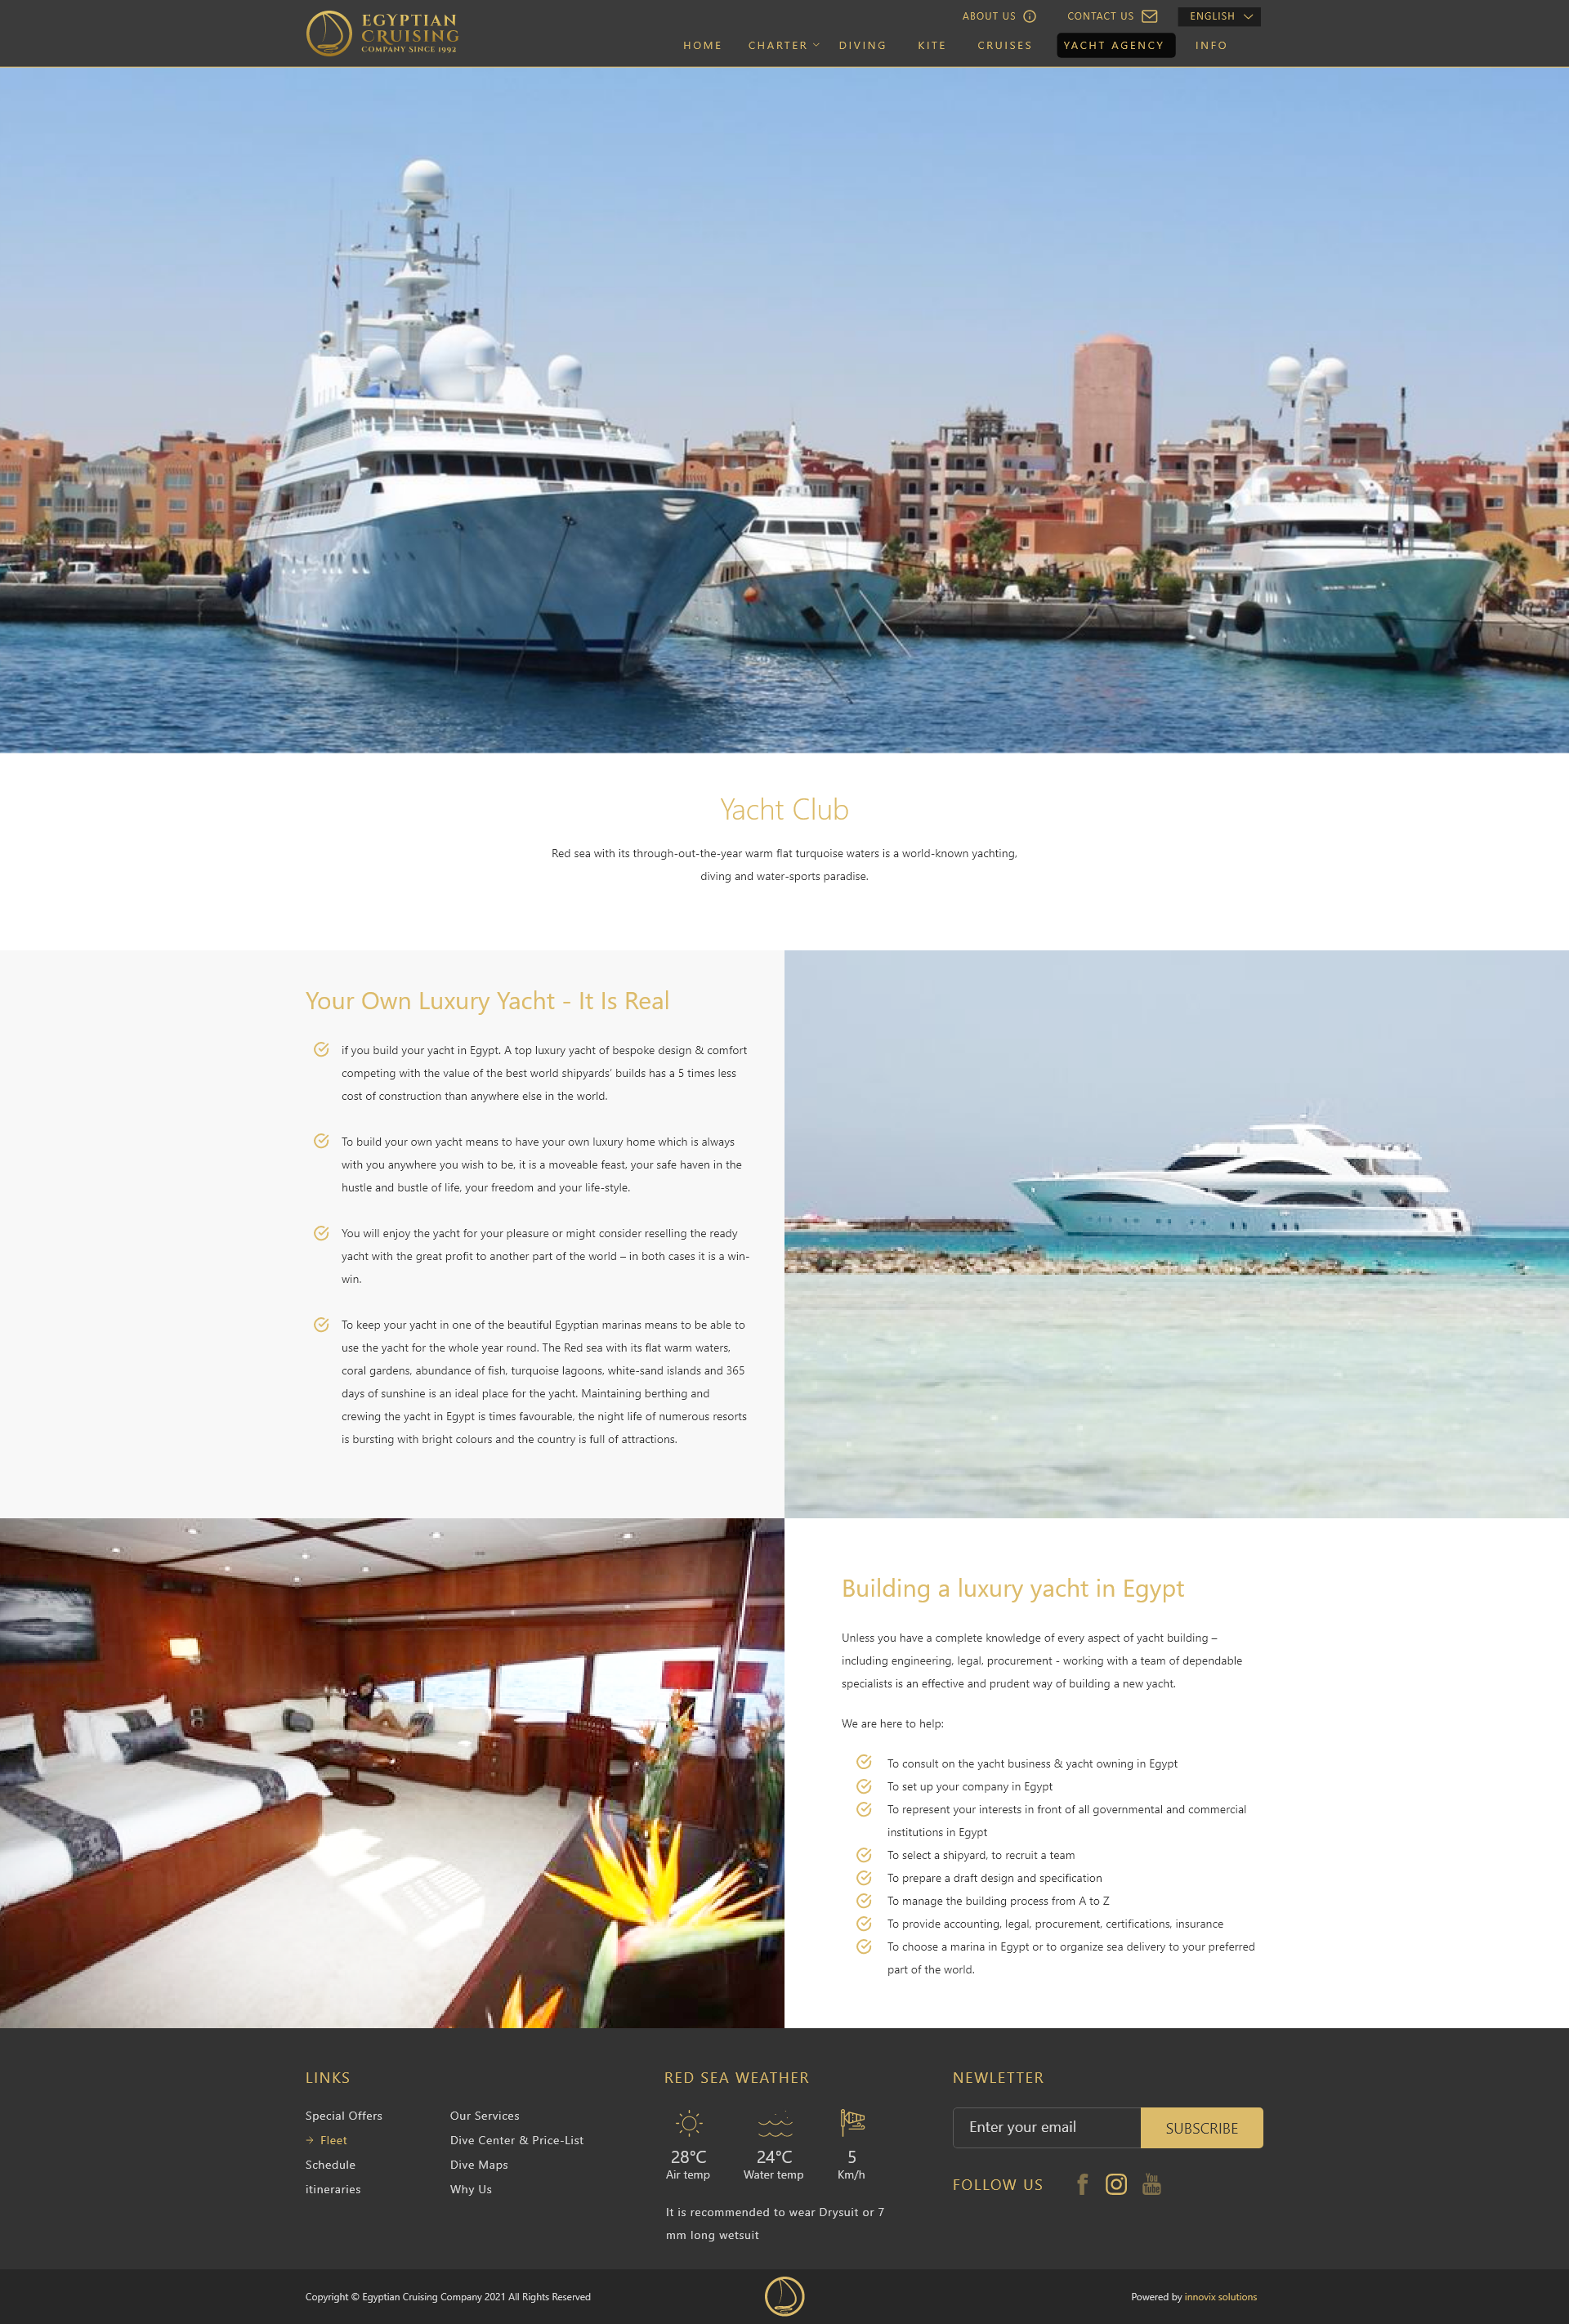 EGYPTIAN
CRUISING
COMPANY SINCE 1992
ABOUT US
CONTACT US
ENGLISH
HOME
CHARTER
DIVING
KITE
CRUISES
YACHT AGENCY
INFO
Yacht Club
Red sea with its through-out-the-year warm flat turquoise waters is a world-known yachting,
diving and water-sports paradise.
Your Own Luxury Yacht - It Is Real
if you build your yacht in Egypt. A top luxury yacht of bespoke design & comfort
competing with the value of the best world shipyards' builds has a 5 times less
cost of construction than anywhere else in the world.
To build your own yacht means to have your own luxury home which is always
with you anywhere you wish to be, it is a moveable feast, your safe haven in the
hustle and bustle of life, your freedom and your life-style.
You will enjoy the yacht for your pleasure or might consider reselling the ready
yacht with the great profit to another part of the world – in both cases it is a win-
win.
To keep your yacht in one of the beautiful Egyptian marinas means to be able to
use the yacht for the whole year round. The Red sea with its flat warm waters,
coral gardens, abundance of fish, turquoise lagoons, white-sand islands and 365
days of sunshine is an ideal place for the yacht. Maintaining berthing and
crewing the yacht in Egypt is times favourable, the night life of numerous resorts
is bursting with bright colours and the country is full of attractions.
Building a luxury yacht in Egypt
Unless you have a complete knowledge of every aspect of yacht building –
including engineering, legal, procurement - working with a team of dependable
specialists is an effective and prudent way of building a new yacht.
We are here to help:
To consult on the yacht business & yacht owning in Egypt
To set up your company in Egypt
To represent your interests in front of all governmental and commercial
institutions in Egypt
To select a shipyard, to recruit a team
To prepare a draft design and specification
To manage the building process from A to Z
To provide accounting, legal, procurement, certifications, insurance
To choose a marina in Egypt or to organize sea delivery to your preferred
part of the world.
LINKS
Special Offers
Fleet
Schedule
itineraries
Our Services
Dive Center & Price-List
Dive Maps
Why Us
RED SEA WEATHER
28°C
Air temp
24°C
Water temp
5
Km/h
It is recommended to wear Drysuit or 7
mm long wetsuit
NEWLETTER
Enter your email
SUBSCRIBE
FOLLOW US
You
Tube
Copyright © Egyptian Cruising Company 2021 All Rights Reserved
Powered by innovix solutions